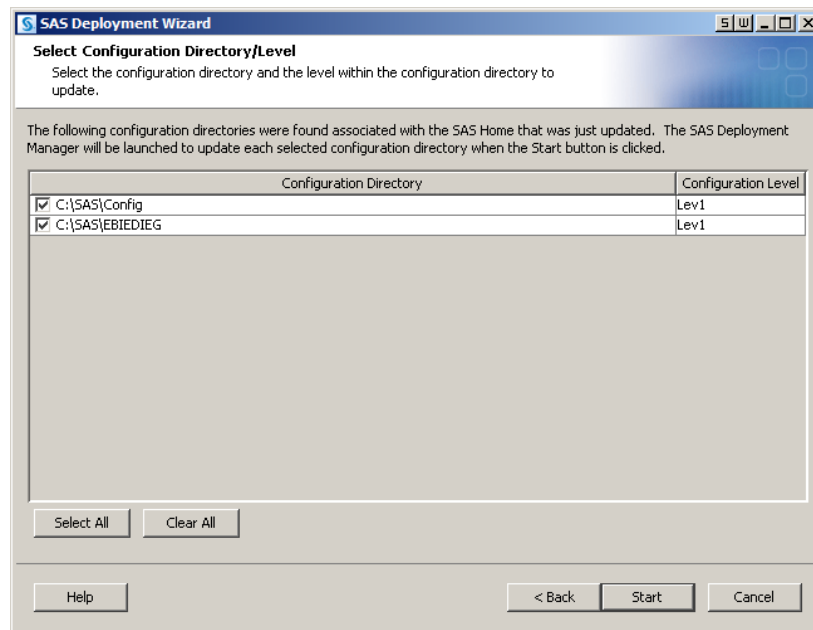 SAS Deployment Wizard
Select Configuration Directory/Level
Select the configuration directory and the level within the configuration directory to
update.
The following configuration directories were found associated with the SAS Home that was just updated. The SAS Deployment
Manager will be launched to update each selected configuration directory when the Start button is clicked.
Configuration Directory Configuration Level
C:\SAS\Config Lev1
C:\SAS\EBIEDIEG Lev1
Select All Clear All
Help < Back Start Cancel